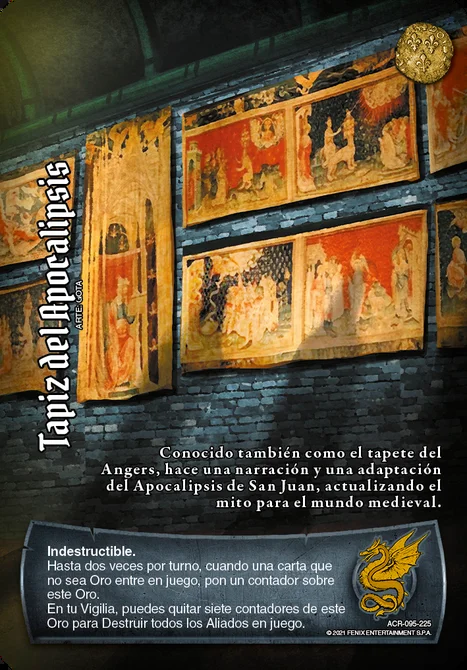 Tapiz del Apocalipsis
ARTE: GOTA
Conocido también como el tapete del
Angers, hace una narración y una adaptación
del Apocalipsis de San Juan, actualizando el
mito para el mundo medieval.
Indestructible.
Hasta dos veces por turno, cuando una carta que
no sea Oro entre en juego, pon un contador sobre
este Oro.
En tu Vigilia, puedes quitar siete contadores de este
Oro para Destruir todos los Aliados en juego.
ACR-095-225
© 2021 FENIX ENTERTAINMENT S.P.A.